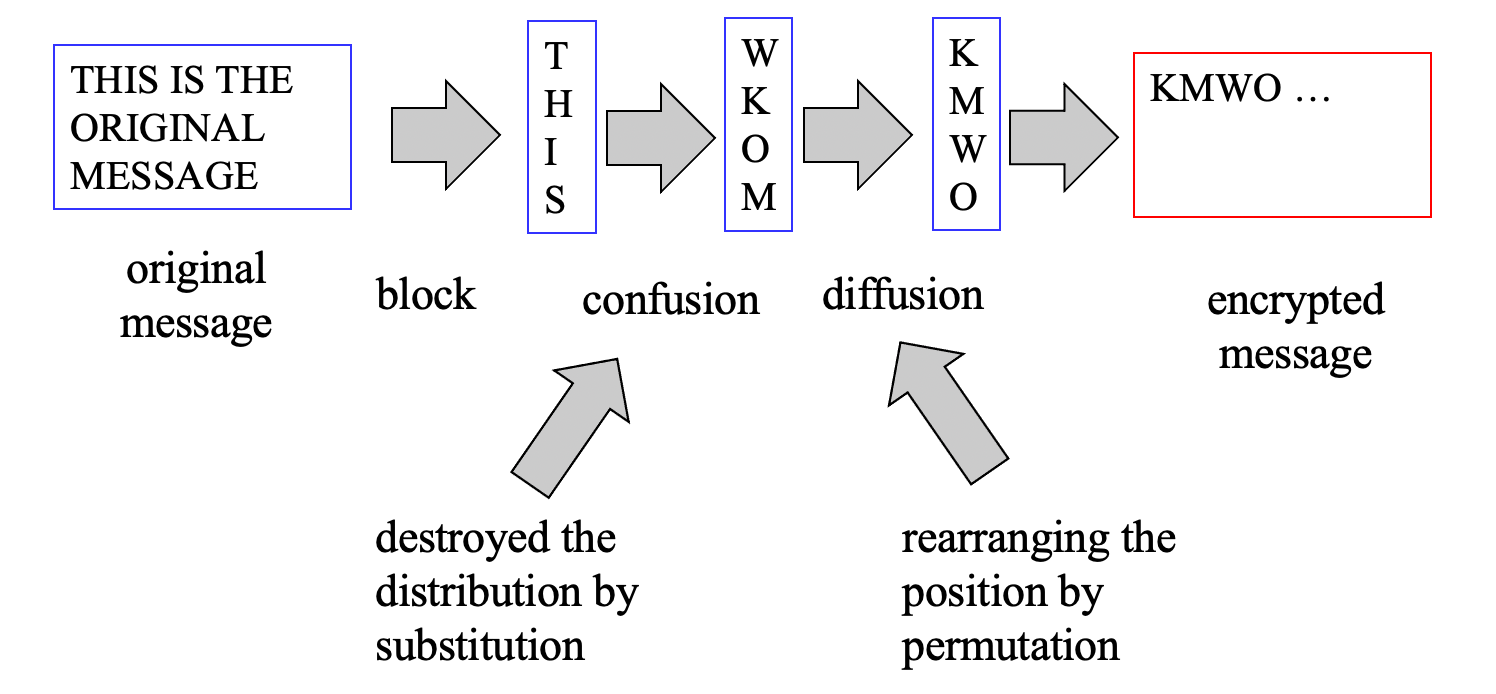 THIS IS THE
ORIGINAL
MESSAGE
T
H
I
S
W
K
O
M
K
M
W
O
KMWO …
original
message
block
confusion
diffusion
encrypted
message
destroyed the
distribution by
substitution
rearranging the
position by
permutation